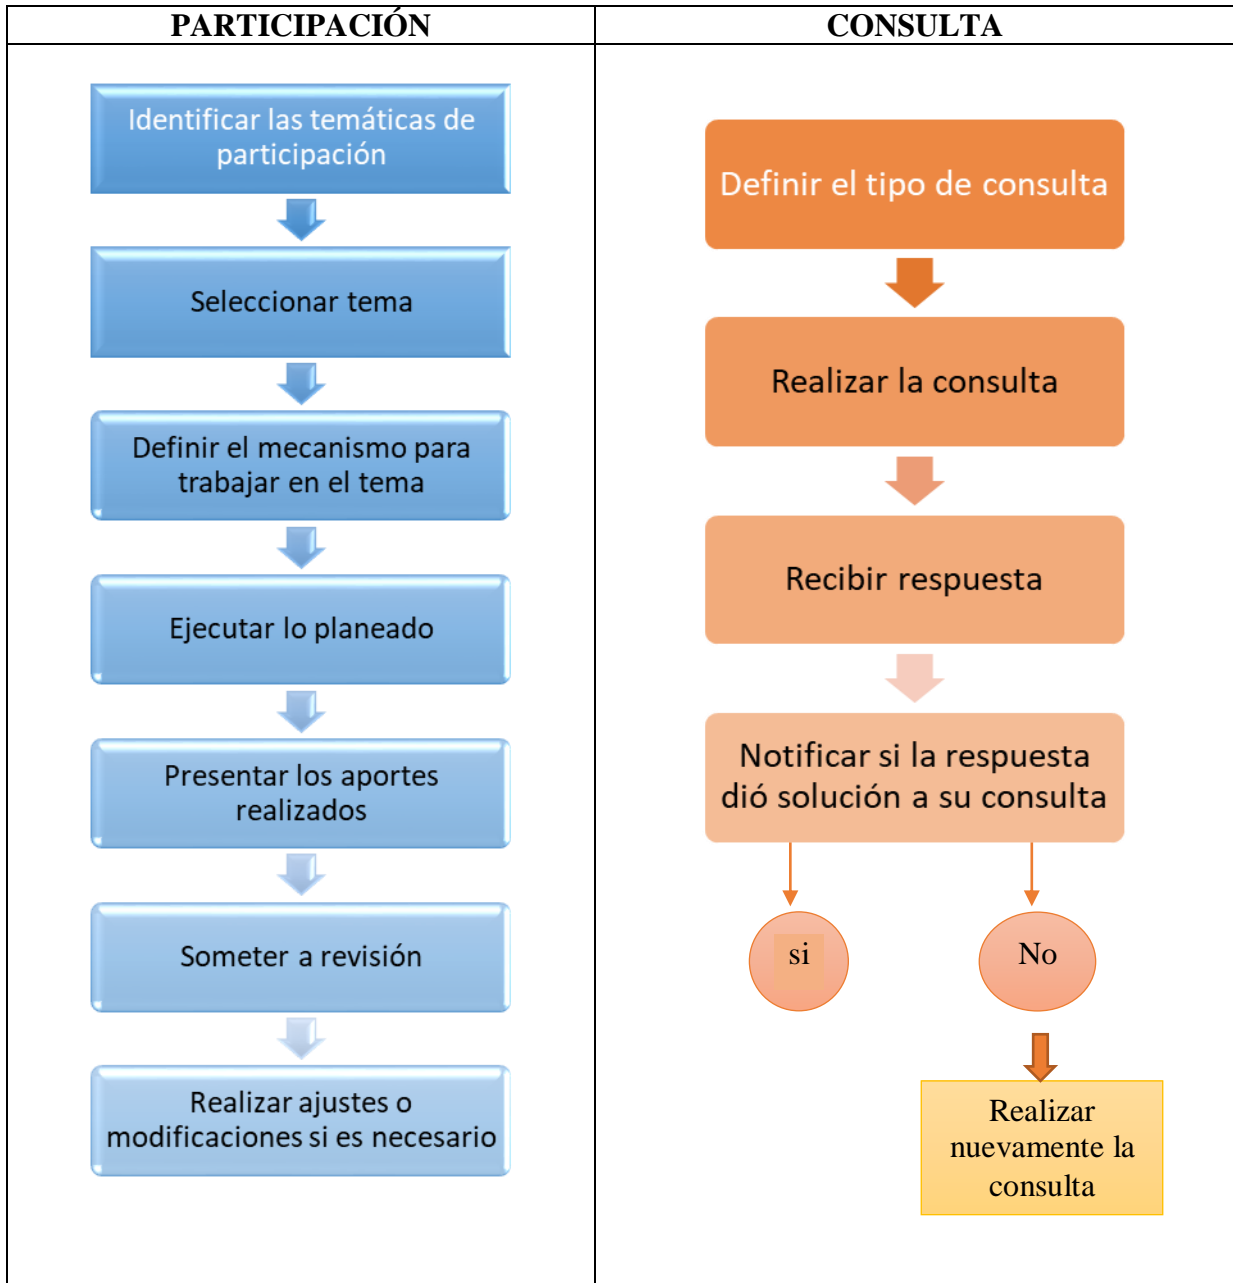 PARTICIPACIÓN
Identificar las temáticas de
participación
Seleccionar tema
Definir el mecanismo para
trabajar en el tema
Ejecutar lo planeado
Presentar los aportes
realizados
Someter a revisión
Realizar ajustes o
modificaciones si es necesario
CONSULTA
Definir el tipo de consulta
Realizar la consulta
Recibir respuesta
Notificar si la respuesta
dió solución a su consulta
si
No
Realizar
nuevamente la
consulta